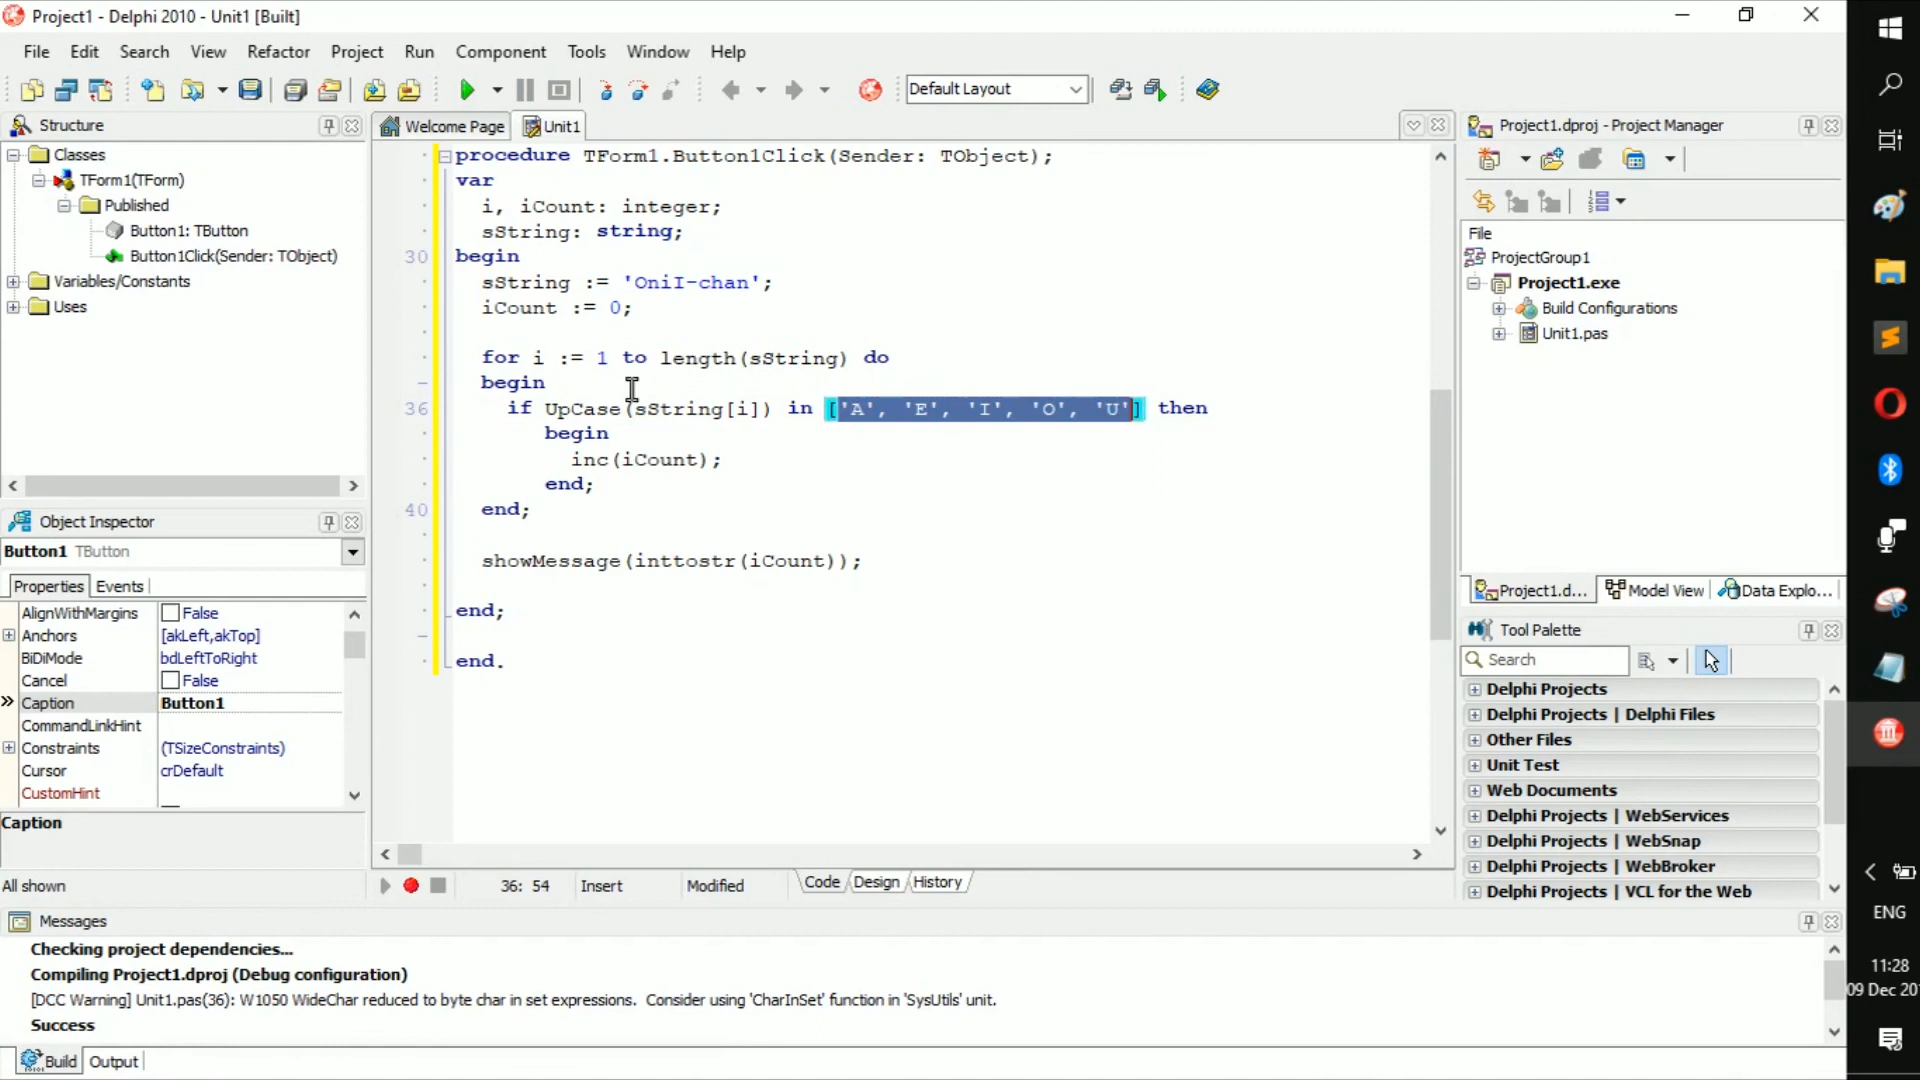 Project1 - Delphi 2010 - Unit1 [Built]
File Edit Search View Refactor Project Run Component Tools Window Help
Default Layout
Structure
Classes
TForm1(TForm)
Published
Button1: TButton
Button1Click(Sender: TObject)
Variables/Constants
Uses
Object Inspector
Button1 TButton
Properties Events
AlignWithMargins False
Anchors [akLeft,akTop]
BiDiMode bdLeftToRight
Cancel False
Caption Button1
CommandLinkHint
Constraints (TSizeConstraints)
Cursor crDefault
CustomHint
Caption
All shown
Welcome Page Unit1
procedure TForm1.Button1Click(Sender: TObject);
var
i, iCount: integer;
sString: string;
30 begin
sString := 'OniI-chan';
iCount := 0;
for i := 1 to length(sString) do
begin
36 if UpCase(sString[i]) in ['A', 'E', 'I', 'O', 'U'] then
begin
inc(iCount);
end;
40 end;
showMessage(inttostr(iCount));
end;
end.
36: 54 Insert Modified Code Design History
Project1.dproj - Project Manager
File
ProjectGroup1
Project1.exe
Build Configurations
Unit1.pas
Project1.d... Model View Data Explo...
Tool Palette
Search
Delphi Projects
Delphi Projects | Delphi Files
Other Files
Unit Test
Web Documents
Delphi Projects | WebServices
Delphi Projects | WebSnap
Delphi Projects | WebBroker
Delphi Projects | VCL for the Web
Messages
Checking project dependencies...
Compiling Project1.dproj (Debug configuration)
[DCC Warning] Unit1.pas(36): W1050 WideChar reduced to byte char in set expressions. Consider using 'CharInSet' function in 'SysUtils' unit.
Success
Build Output
ENG
11:28
09 Dec 20